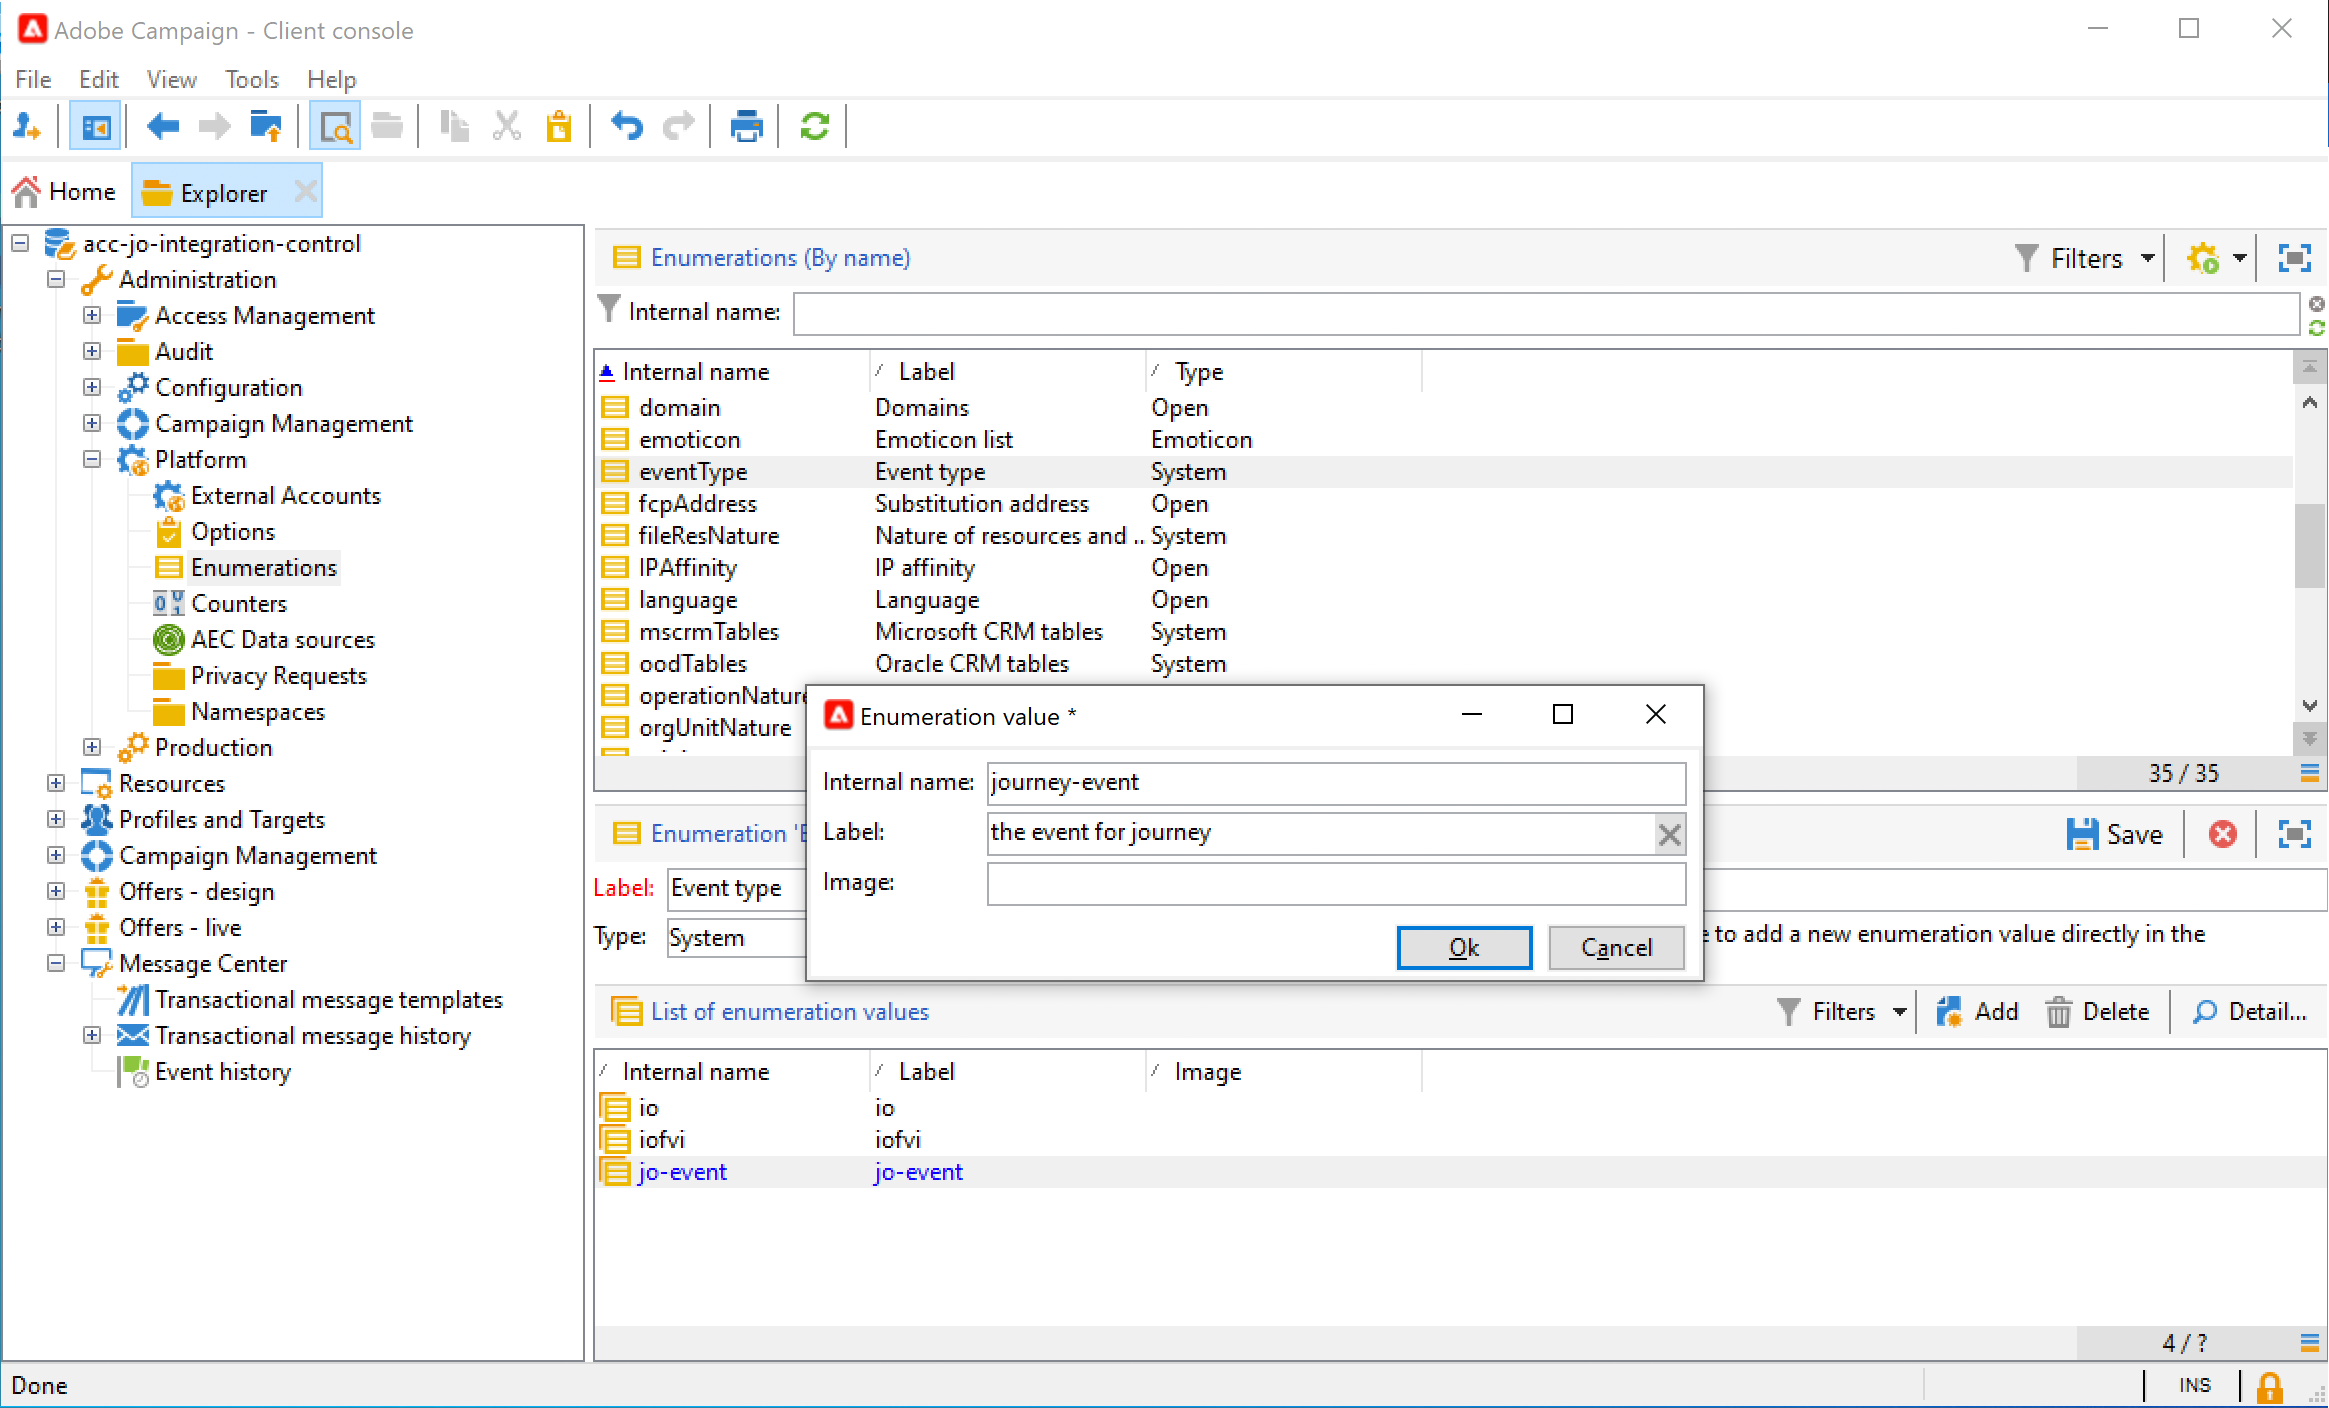 Adobe Campaign - Client console
File Edit View Tools Help
Home Explorer
acc-jo-integration-control
Administration
Access Management
Audit
Configuration
Campaign Management
Platform
External Accounts
Options
Enumerations
Counters
AEC Data sources
Privacy Requests
Namespaces
Production
Resources
Profiles and Targets
Campaign Management
Offers - design
Offers - live
Message Center
Transactional message templates
Transactional message history
Event history
Enumerations (By name) Filters
Internal name:
Internal name Label Type
domain Domains Open
emoticon Emoticon list Emoticon
eventType Event type System
fcpAddress Substitution address Open
fileResNature Nature of resources and .. System
IPAffinity IP affinity Open
language Language Open
mscrmTables Microsoft CRM tables System
oodTables Oracle CRM tables System
operationNature
orgUnitNature
35 / 35
Enumeration value *
Internal name: journey-event
Label: the event for journey
Image:
Ok Cancel
Enumeration 'E Save
Label: Event type
Type: System e to add a new enumeration value directly in the
List of enumeration values Filters Add Delete Detail...
Internal name Label Image
io io
iofvi iofvi
jo-event jo-event
4 / ?
Done INS